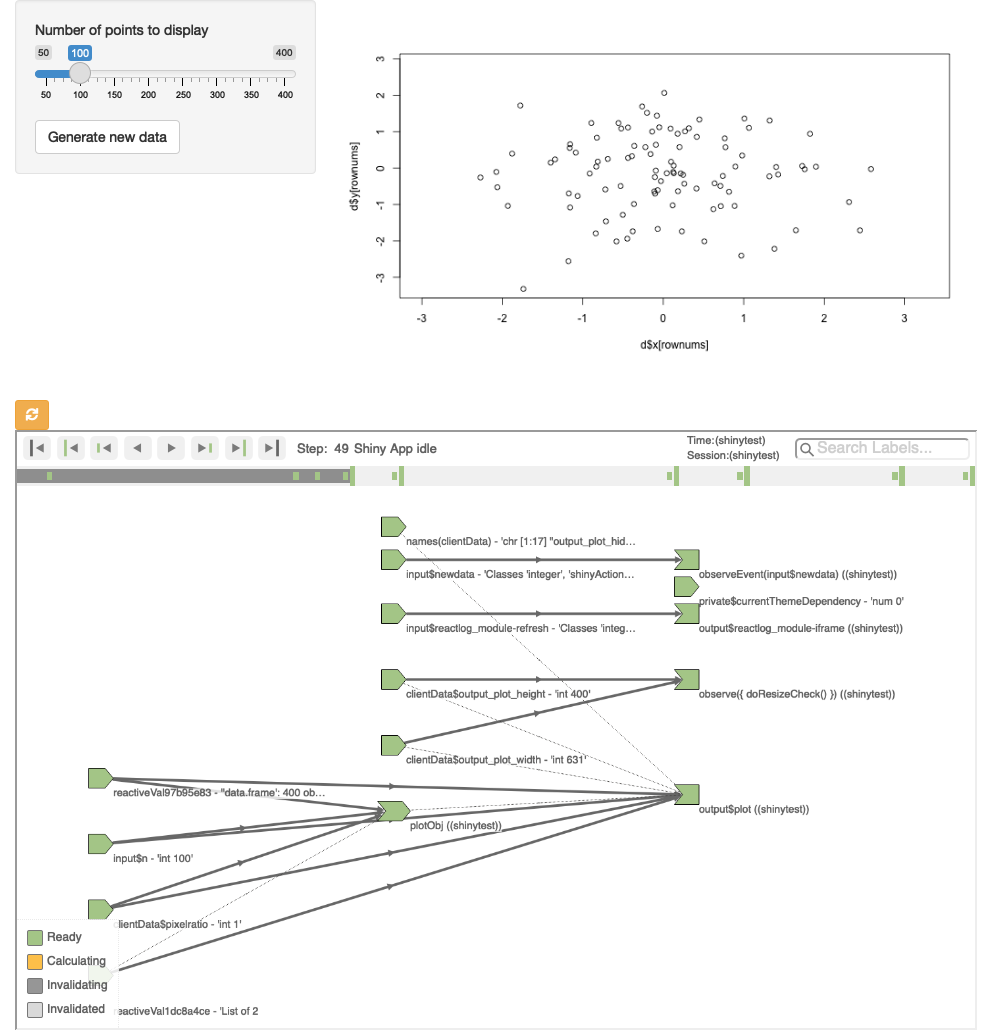 Number of points to display
50 100 400
50 100 150 200 250 300 350 400
Generate new data
3
2
1
0
-1
-2
-3
d$y[rownums]
-3 -2 -1 0 1 2 3
d$x[rownums]
Step: 49 Shiny App idle
Time:(shinytest)
Session:(shinytest)
Search Labels...
names(clientData) - 'chr [1:17] "output_plot_hid…
input$newdata - 'Classes 'integer', 'shinyAction…
observeEvent(input$newdata) ((shinytest))
private$currentThemeDependency - 'num 0'
input$reactlog_module-refresh - 'Classes 'integ…
output$reactlog_module-iframe ((shinytest))
clientData$output_plot_height - 'int 400'
observe({ doResizeCheck() }) ((shinytest))
clientData$output_plot_width - 'int 631'
reactiveVal97b95e83 - "data.frame': 400 ob…
output$plot ((shinytest))
plotObj ((shinytest))
input$n - 'int 100'
clientData$pixelratio - 'int 1'
Ready
Calculating
Invalidating
Invalidated
eactiveVal1dc8a4ce - 'List of 2